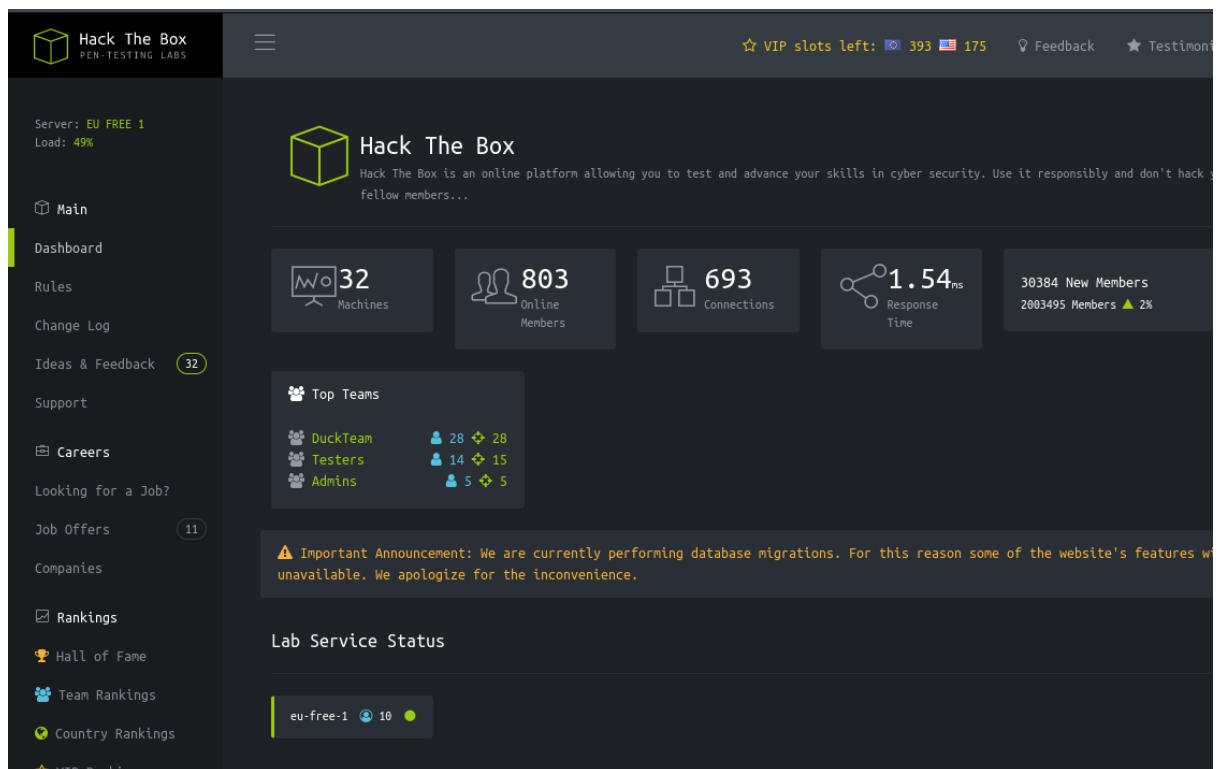 Hack The Box
PEN-TESTING LABS
VIP slots left: 393 175
Feedback
Server: EU FREE 1
Load: 49%
Main
Dashboard
Rules
Change Log
Ideas & Feedback 32
Support
Careers
Looking for a Job?
Job Offers 11
Companies
Rankings
Hall of Fame
Team Rankings
Country Rankings
Hack The Box
Hack The Box is an online platform allowing you to test and advance your skills in cyber security. Use it responsibly and don't hack
fellow members...
32
Machines
803
Online
Members
693
Connections
1.54ms
Response
Time
30384 New Members
2003495 Members 2%
Top Teams
DuckTeam 28 28
Testers 14 15
Admins 5 5
Important Announcement: We are currently performing database migrations. For this reason some of the website's features
unavailable. We apologize for the inconvenience.
Lab Service Status
eu-free-1 10